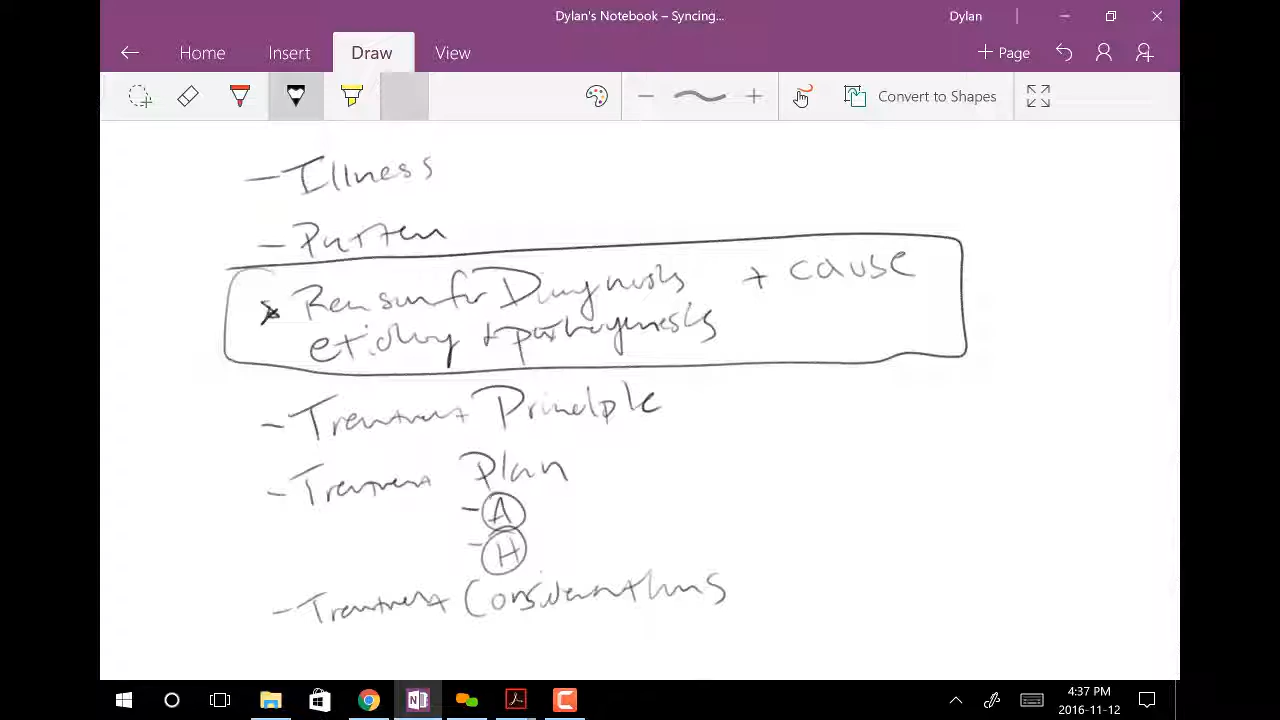 Dylan's Notebook – Syncing...
Dylan
Home Insert Draw View
+ Page
Convert to Shapes
- Illness
- Pattern
* Reason for Diagnosis + cause
etiology + pathogenesis
- Treatment Principle
- Treatment Plan
- A
- H
- Treatment Considerations
4:37 PM
2016-11-12